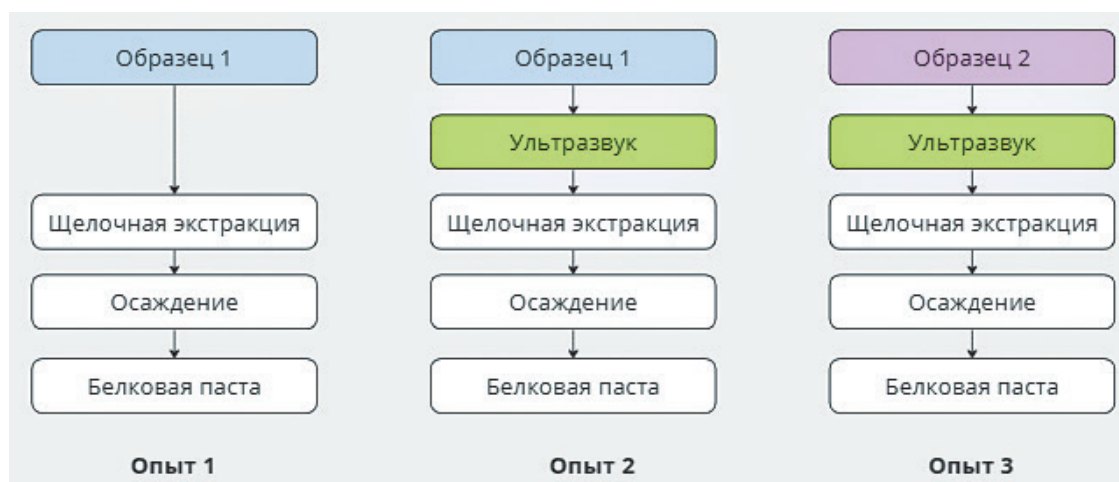 Образец 1
Щелочная экстракция
Осаждение
Белковая паста
Опыт 1
Образец 1
Ультразвук
Щелочная экстракция
Осаждение
Белковая паста
Опыт 2
Образец 2
Ультразвук
Щелочная экстракция
Осаждение
Белковая паста
Опыт 3